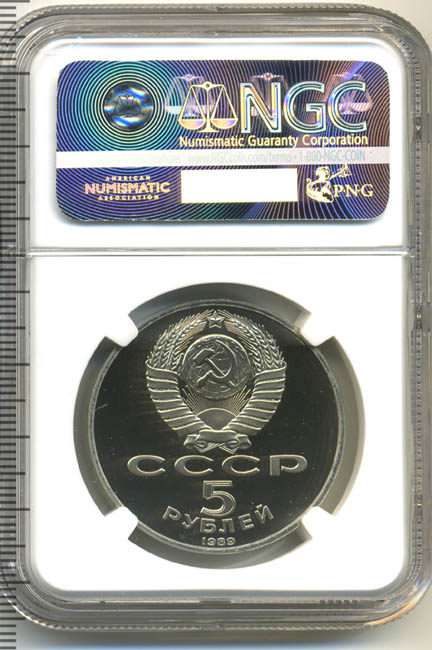 NGC
Numismatic Guaranty Corporation
www.NGCcoin.com/terms • 1-800-NGC-COIN
AMERICAN
NUMISMATIC
ASSOCIATION
PNG
СССР
5
РУБЛЕЙ
1989